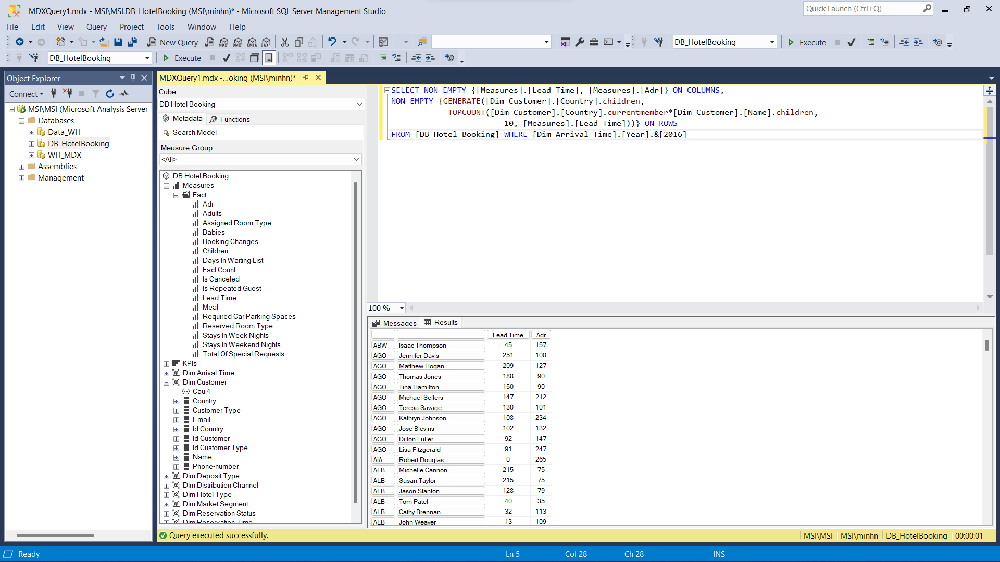 MDXQuery1.mdx - MSI\MSI.DB_HotelBooking (MSI\minhn)* - Microsoft SQL Server Management Studio
Quick Launch (Ctrl+Q)
File Edit View Query Project Tools Window Help
New Query MDX DMX XMLA DAX DB_HotelBooking Execute
DB_HotelBooking Execute
Object Explorer
Connect
MSI\MSI (Microsoft Analysis Server
Databases
Data_WH
DB_HotelBooking
WH_MDX
Assemblies
Management
MDXQuery1.mdx -...oking (MSI\minhn)*
Cube:
DB Hotel Booking
Metadata Functions
Search Model
Measure Group:
<All>
DB Hotel Booking
Measures
Fact
Adr
Adults
Assigned Room Type
Babies
Booking Changes
Children
Days In Waiting List
Fact Count
Is Canceled
Is Repeated Guest
Lead Time
Meal
Required Car Parking Spaces
Reserved Room Type
Stays In Week Nights
Stays In Weekend Nights
Total Of Special Requests
KPIs
Dim Arrival Time
Dim Customer
Cau 4
Country
Customer Type
Email
Id Country
Id Customer
Id Customer Type
Name
Phone-number
Dim Deposit Type
Dim Distribution Channel
Dim Hotel Type
Dim Market Segment
Dim Reservation Status
Dim Reservation Time
SELECT NON EMPTY {[Measures].[Lead Time], [Measures].[Adr]} ON COLUMNS,
NON EMPTY {GENERATE([Dim Customer].[Country].children,
TOPCOUNT([Dim Customer].[Country].currentmember*[Dim Customer].[Name].children,
10, [Measures].[Lead Time]))} ON ROWS
FROM [DB Hotel Booking] WHERE [Dim Arrival Time].[Year].&[2016]
100 %
Messages Results
Lead Time Adr
ABW Isaac Thompson 45 157
AGO Jennifer Davis 251 108
AGO Matthew Hogan 209 127
AGO Thomas Jones 188 90
AGO Tina Hamilton 150 90
AGO Michael Sellers 147 212
AGO Teresa Savage 130 101
AGO Kathryn Johnson 108 234
AGO Jose Blevins 102 132
AGO Dillon Fuller 92 147
AGO Lisa Fitzgerald 91 247
AIA Robert Douglas 0 265
ALB Michelle Cannon 215 75
ALB Susan Taylor 215 75
ALB Jason Stanton 128 79
ALB Tom Patel 40 35
ALB Cathy Brennan 32 113
ALB John Weaver 13 109
Query executed successfully. MSI\MSI MSI\minhn DB_HotelBooking 00:00:01
Ready Ln 5 Col 28 Ch 28 INS